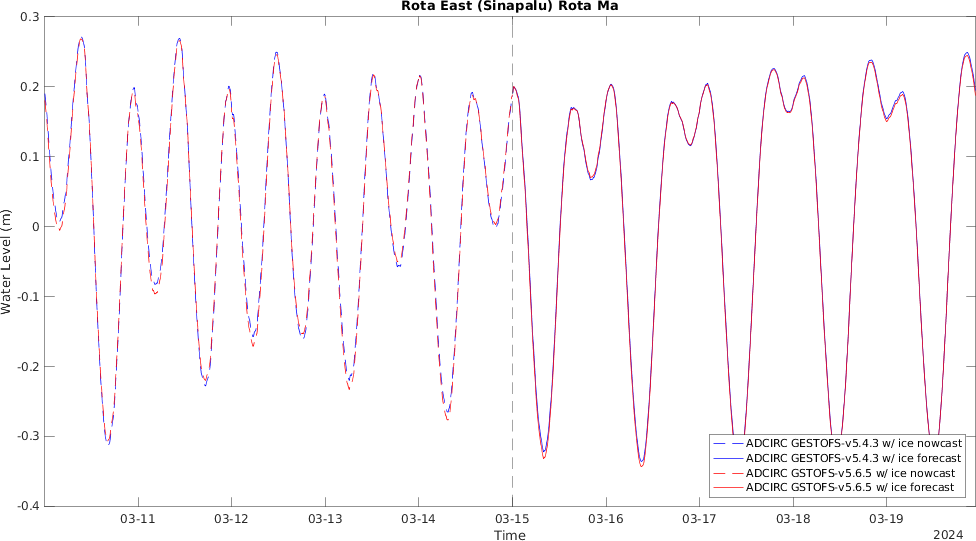 Rota East (Sinapalu) Rota Ma
0.3
0.2
0.1
0
-0.1
-0.2
-0.3
-0.4
Water Level (m)
ADCIRC GESTOFS-v5.4.3 w/ ice nowcast
ADCIRC GESTOFS-v5.4.3 w/ ice forecast
ADCIRC GSTOFS-v5.6.5 w/ ice nowcast
ADCIRC GSTOFS-v5.6.5 w/ ice forecast
03-11 03-12 03-13 03-14 03-15 03-16 03-17 03-18 03-19
Time
2024